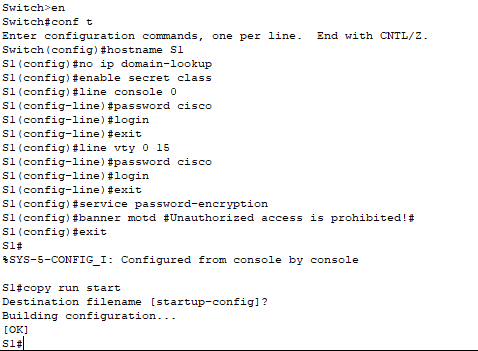 Switch>en
Switch#conf t
Enter configuration commands, one per line.  End with CNTL/Z.
Switch(config)#hostname S1
S1(config)#no ip domain-lookup
S1(config)#enable secret class
S1(config)#line console 0
S1(config-line)#password cisco
S1(config-line)#login
S1(config-line)#exit
S1(config)#line vty 0 15
S1(config-line)#password cisco
S1(config-line)#login
S1(config-line)#exit
S1(config)#service password-encryption
S1(config)#banner motd #Unauthorized access is prohibited!#
S1(config)#exit
S1#
%SYS-5-CONFIG_I: Configured from console by console

S1#copy run start
Destination filename [startup-config]?
Building configuration...
[OK]
S1#